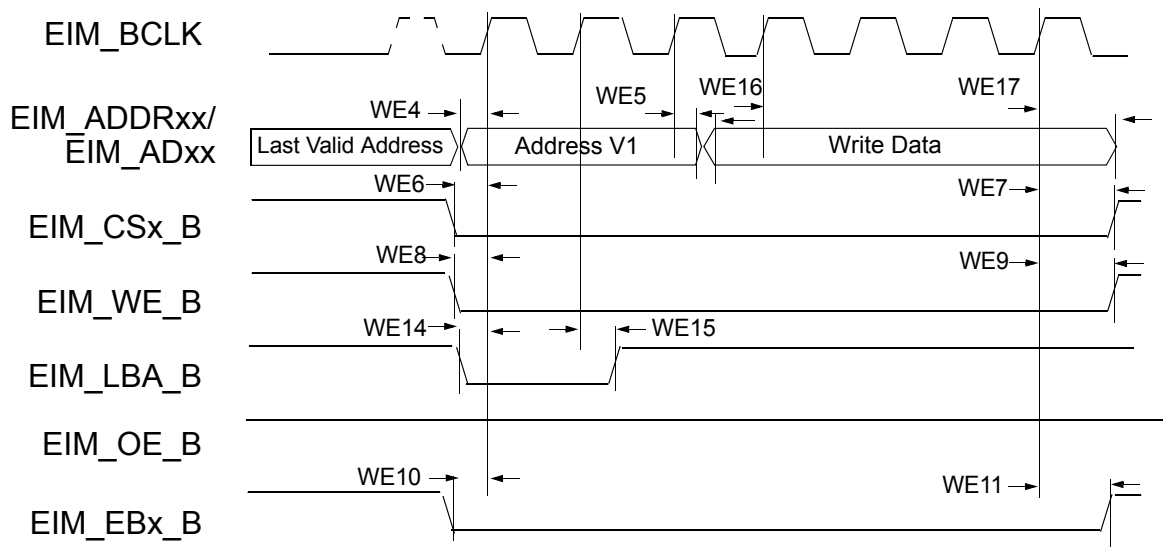 EIM_BCLK
WE4
WE5
WE16
WE17
EIM_ADDRxx/
EIM_ADxx
Last Valid Address
Address V1
Write Data
WE6
WE7
EIM_CSx_B
WE8
WE9
EIM_WE_B
WE14
WE15
EIM_LBA_B
EIM_OE_B
WE10
WE11
EIM_EBx_B